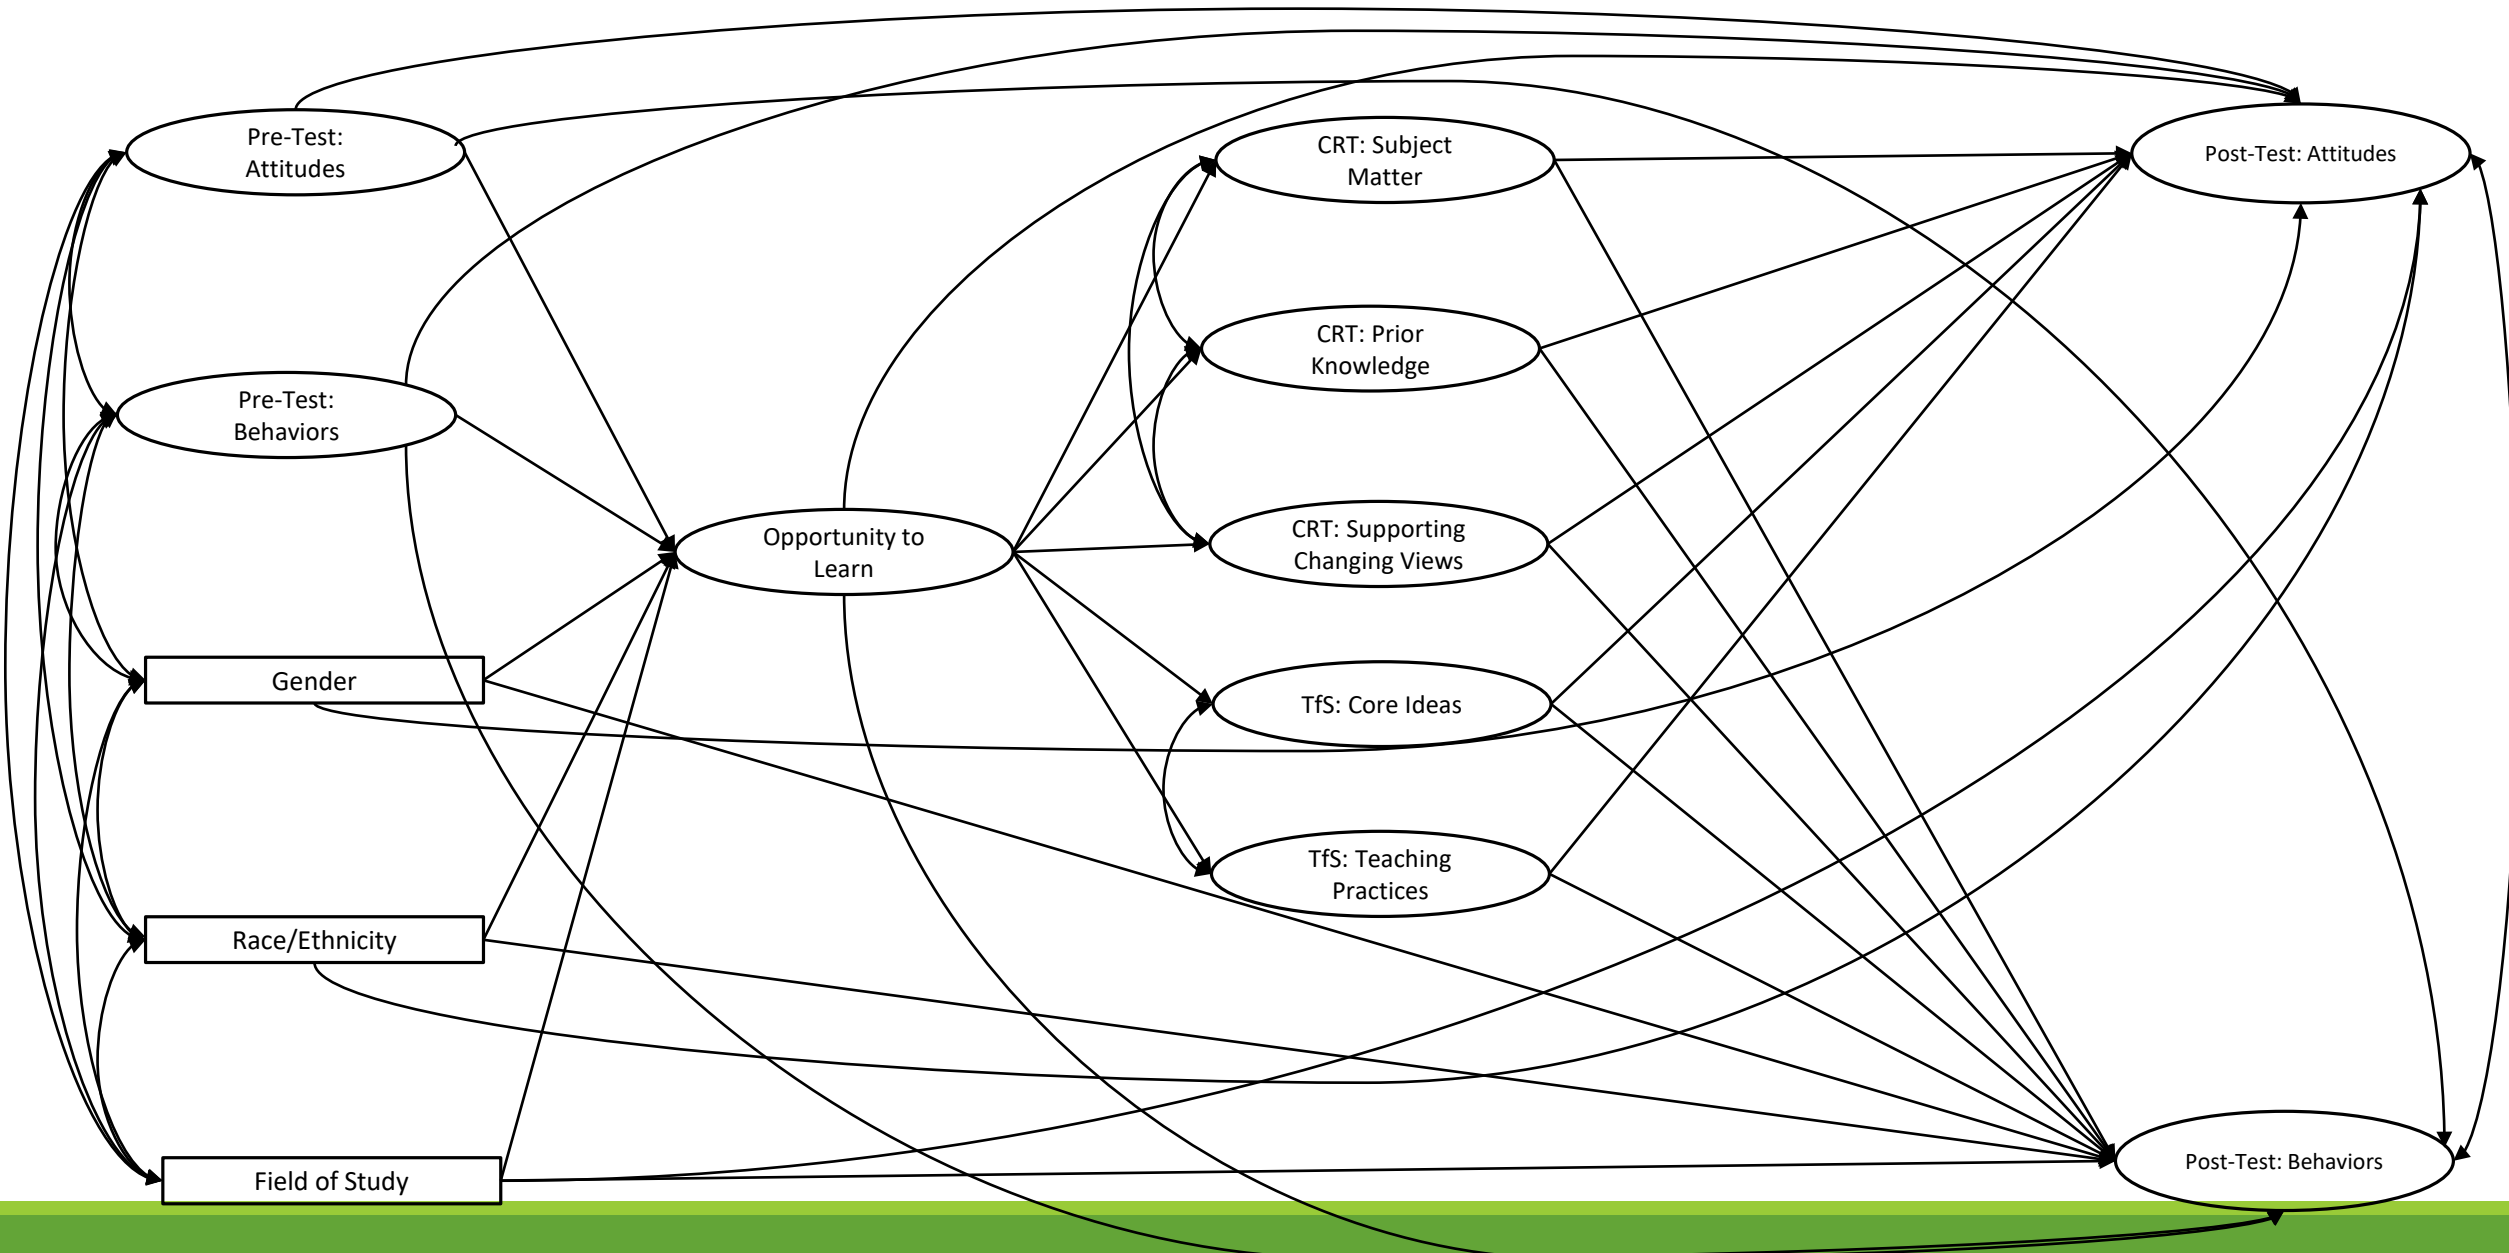 Pre-Test:
Attitudes
Pre-Test:
Behaviors
Gender
Race/Ethnicity
Field of Study
Opportunity to
Learn
CRT: Subject
Matter
CRT: Prior
Knowledge
CRT: Supporting
Changing Views
TfS: Core Ideas
TfS: Teaching
Practices
Post-Test: Attitudes
Post-Test: Behaviors